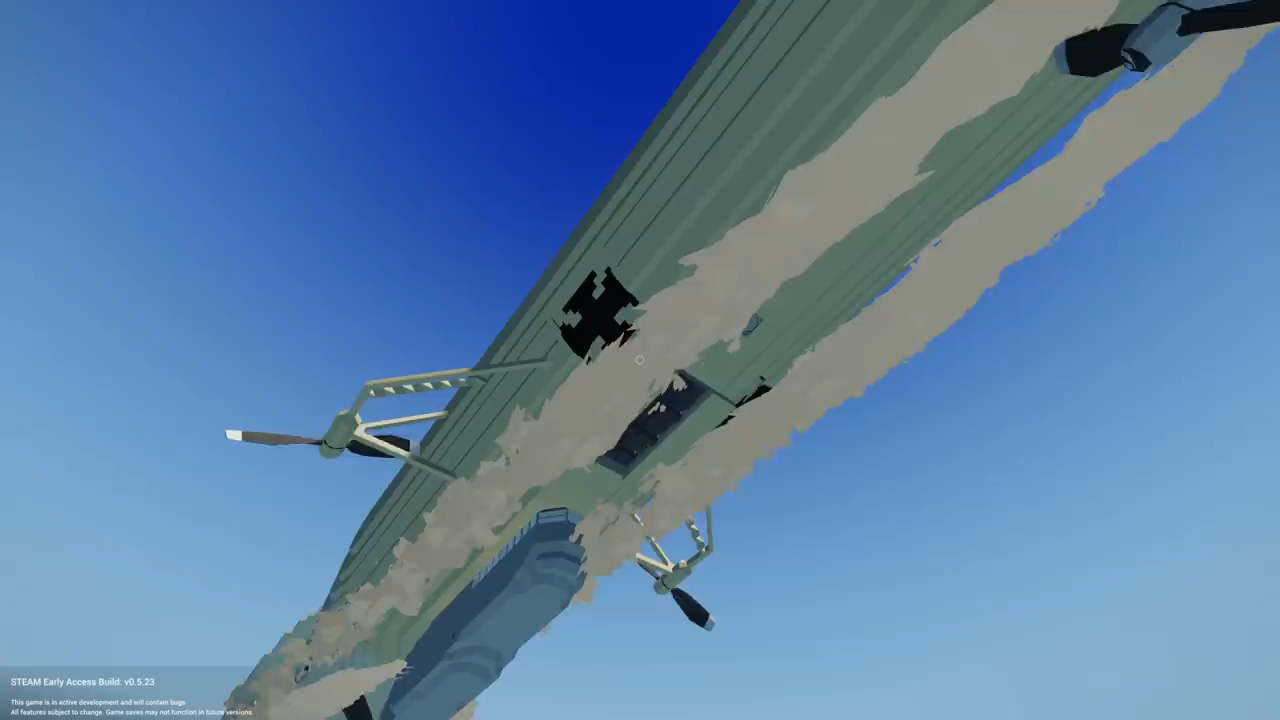 STEAM Early Access Build: v0.5.23
This game is in active development and will contain bugs
All features subject to change. Game saves may not function in future versions.